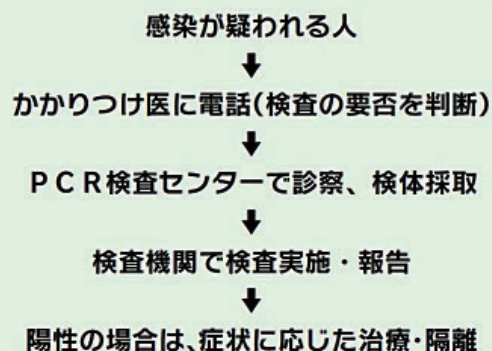 感染が疑われる人
↓
かかりつけ医に電話(検査の要否を判断)
↓
ＰＣＲ検査センターで診察、検体採取
↓
検査機関で検査実施・報告
↓
陽性の場合は、症状に応じた治療・隔離